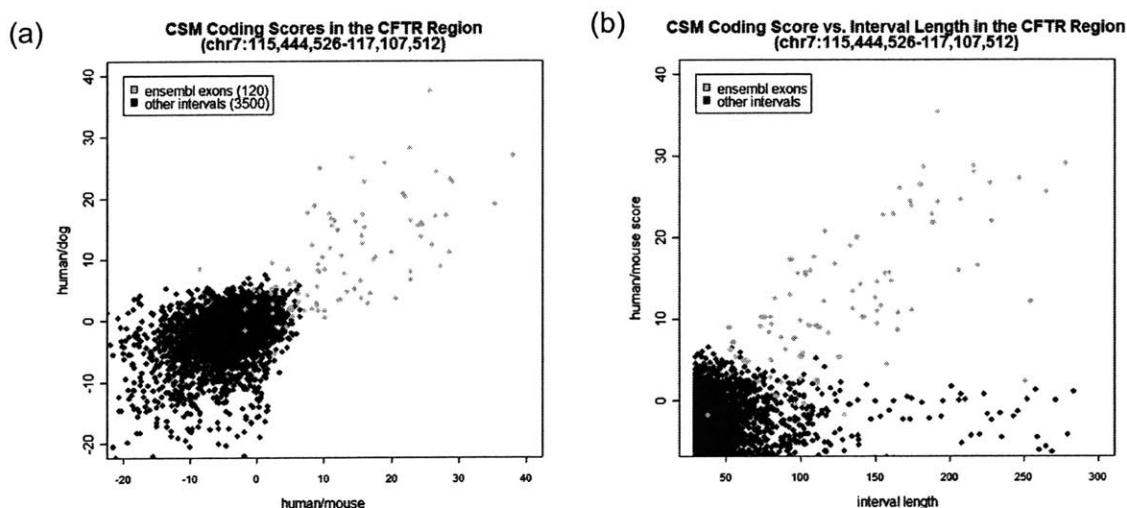 (a)
CSM Coding Scores in the CFTR Region
(chr7:115,444,526-117,107,512)
ensembl exons (120)
other intervals (3500)
human/dog
40
30
20
10
0
-10
-20
-20
-10
0
10
20
30
40
human/mouse
(b)
CSM Coding Score vs. Interval Length in the CFTR Region
(chr7:115,444,526-117,107,512)
ensembl exons
other intervals
human/mouse score
40
30
20
10
0
50
100
150
200
250
300
interval length